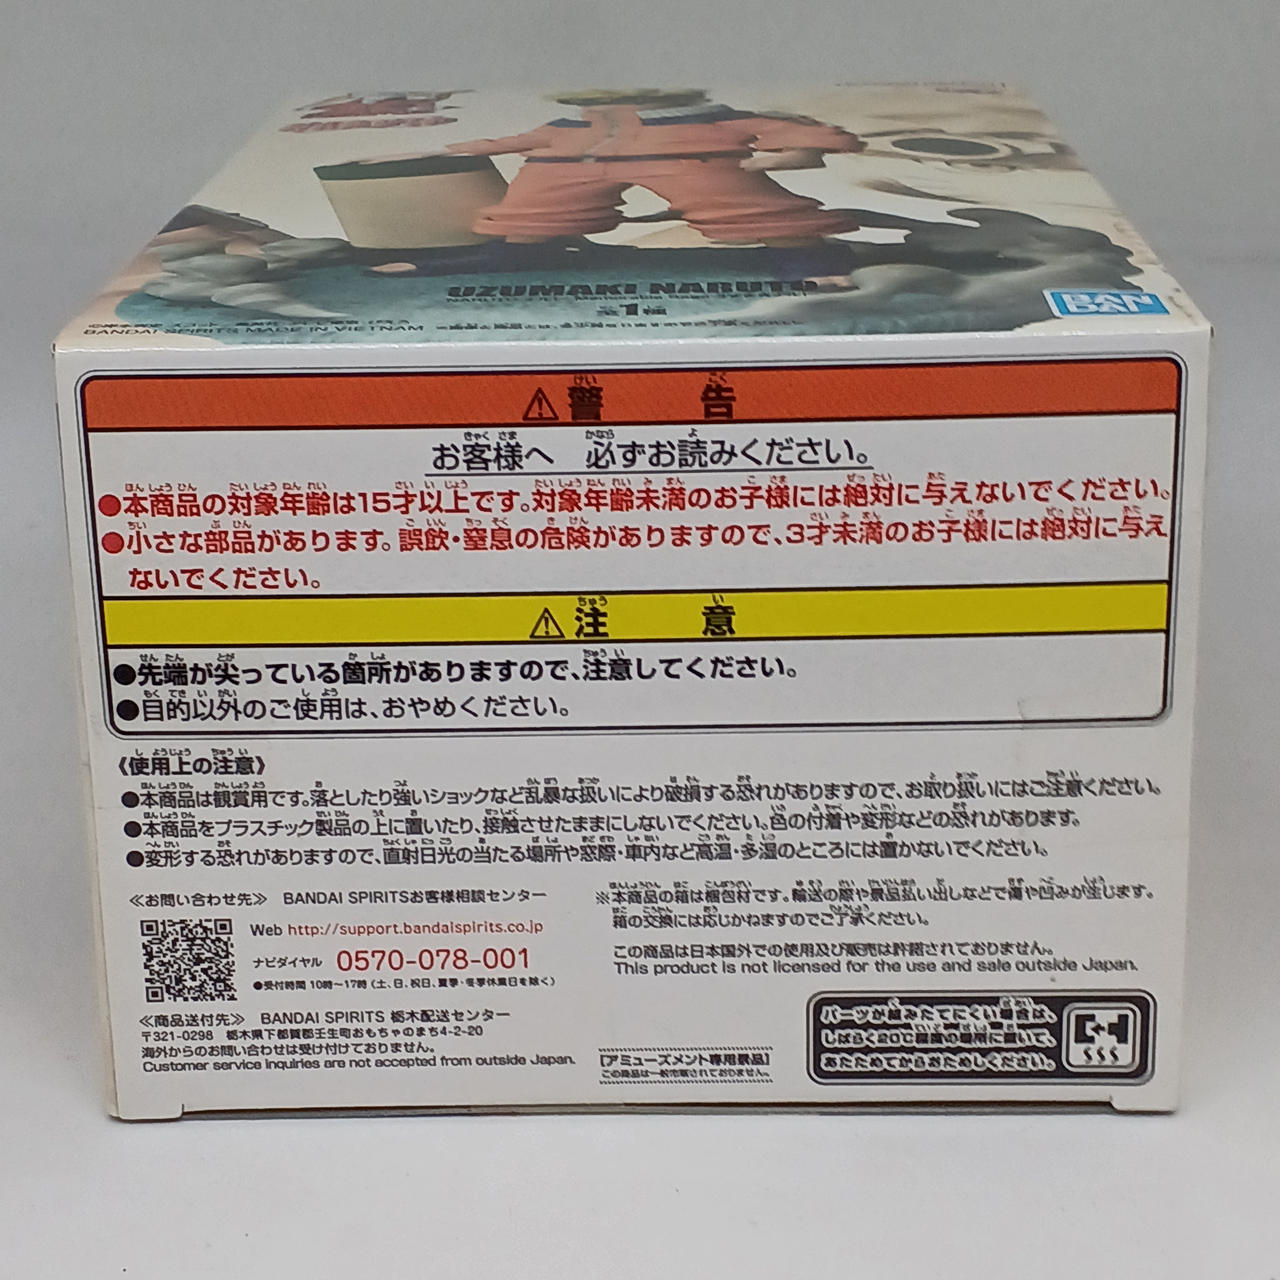 UZUMAKI NARUTO
全1種
BANDAI SPIRITS MADE IN VIETNAM
BAN
DAI
⚠警告
お客様へ 必ずお読みください。
●本商品の対象年齢は15才以上です。対象年齢未満のお子様には絶対に与えないでください。
●小さな部品があります。誤飲・窒息の危険がありますので、3才未満のお子様には絶対に与え
ないでください。
⚠注意
●先端が尖っている箇所がありますので、注意してください。
●目的以外のご使用は、おやめください。
《使用上の注意》
●本商品は観賞用です。落としたり強いショックなど乱暴な扱いにより破損する恐れがありますので、お取り扱いにはご注意ください。
●本商品をプラスチック製品の上に置いたり、接触させたままにしないでください。色の付着や変形などの恐れがあります。
●変形する恐れがありますので、直射日光の当たる場所や窓際・車内など高温・多湿のところには置かないでください。
≪お問い合わせ先≫ BANDAI SPIRITSお客様相談センター
Web http://support.bandaispirits.co.jp
ナビダイヤル 0570-078-001
●受付時間 10時~17時(土、日、祝日、夏季・冬季休業日を除く)
≪商品送付先≫ BANDAI SPIRITS 栃木配送センター
〒321-0298 栃木県下都賀郡壬生町おもちゃのまち4-2-20
海外からのお問い合わせは受け付けておりません。
Customer service inquiries are not accepted from outside Japan.
※本商品の箱は梱包材です。輸送の際や景品払い出しなどで傷や凹みが生じます。
箱の交換には応じかねますのでご了承ください。
この商品は日本国外での使用及び販売は許諾されておりません。
This product is not licensed for the use and sale outside Japan.
[アミューズメント専用景品]
この商品は一般市販されておりません。
パーツが組みたてにくい場合は、
しばらく20℃程度の場所に置いて、
あたためてからおためしください。